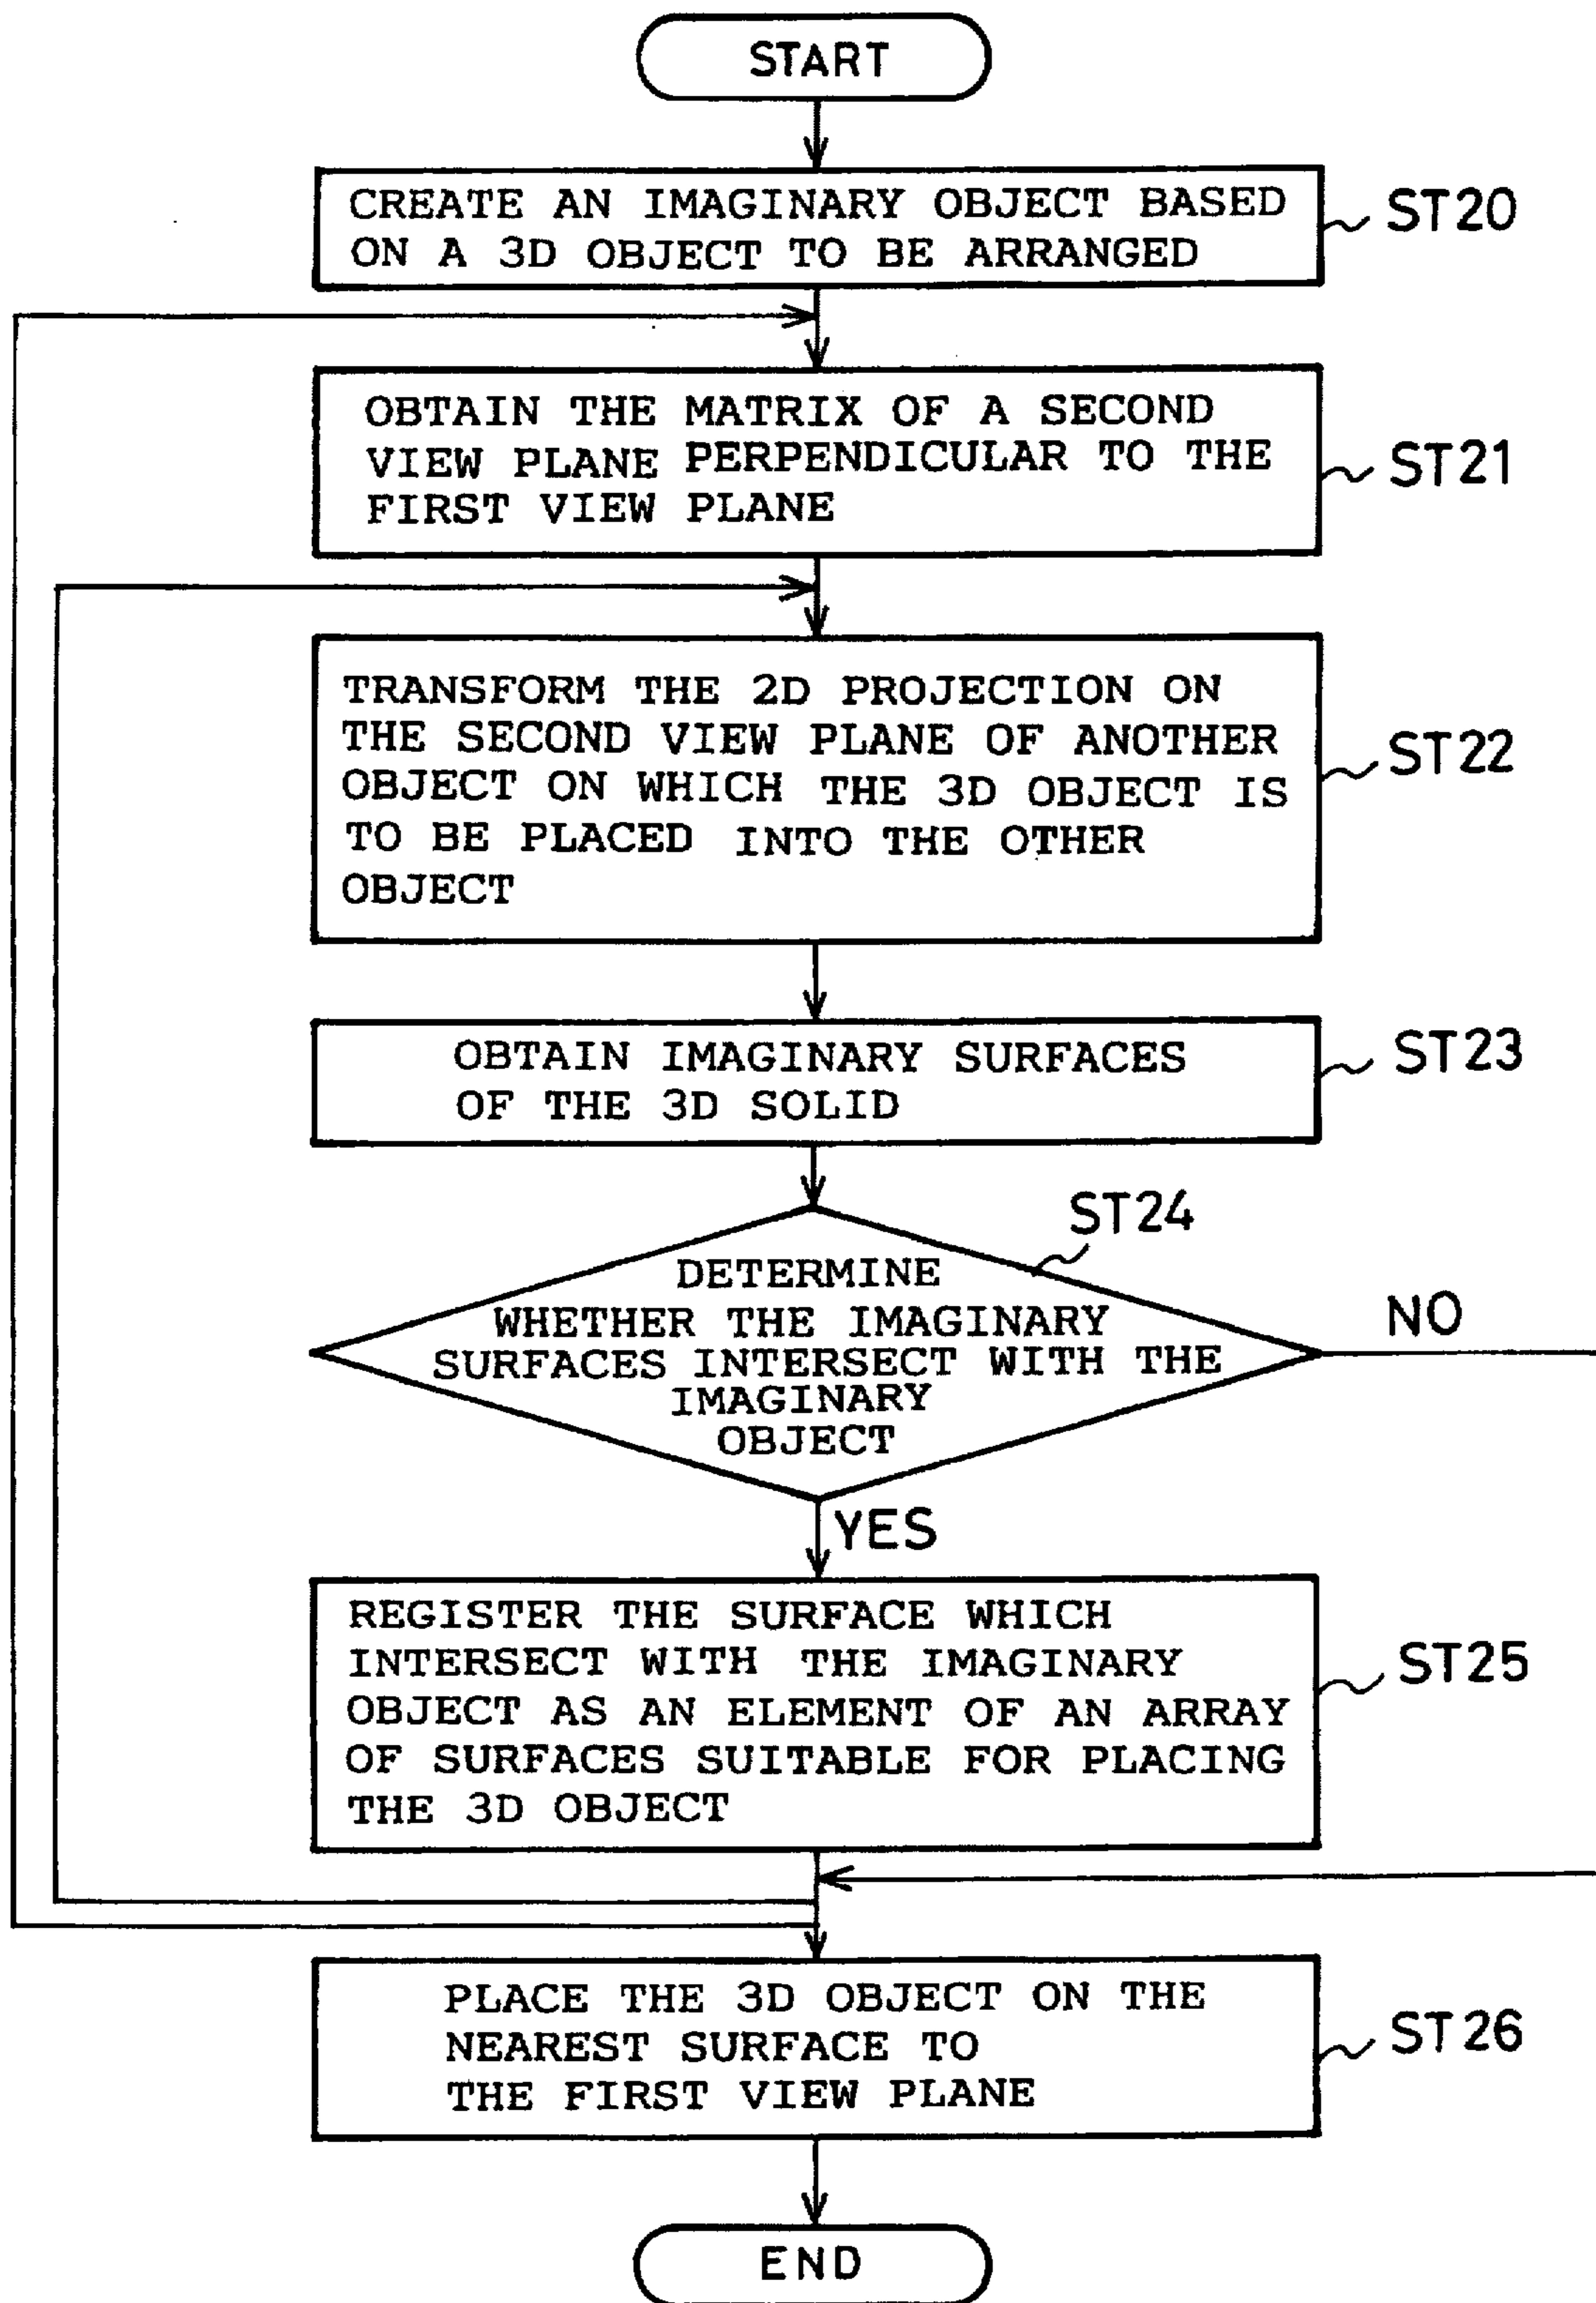 START
CREATE AN IMAGINARY OBJECT BASED
ON A 3D OBJECT TO BE ARRANGED
ST20
OBTAIN THE MATRIX OF A SECOND
VIEW PLANE PERPENDICULAR TO THE
FIRST VIEW PLANE
ST21
TRANSFORM THE 2D PROJECTION ON
THE SECOND VIEW PLANE OF ANOTHER
OBJECT ON WHICH THE 3D OBJECT IS
TO BE PLACED INTO THE OTHER
OBJECT
ST22
OBTAIN IMAGINARY SURFACES
OF THE 3D SOLID
ST23
ST24
DETERMINE
WHETHER THE IMAGINARY
SURFACES INTERSECT WITH THE
IMAGINARY
OBJECT
NO
YES
REGISTER THE SURFACE WHICH
INTERSECT WITH THE IMAGINARY
OBJECT AS AN ELEMENT OF AN ARRAY
OF SURFACES SUITABLE FOR PLACING
THE 3D OBJECT
ST25
PLACE THE 3D OBJECT ON THE
NEAREST SURFACE TO
THE FIRST VIEW PLANE
ST26
END